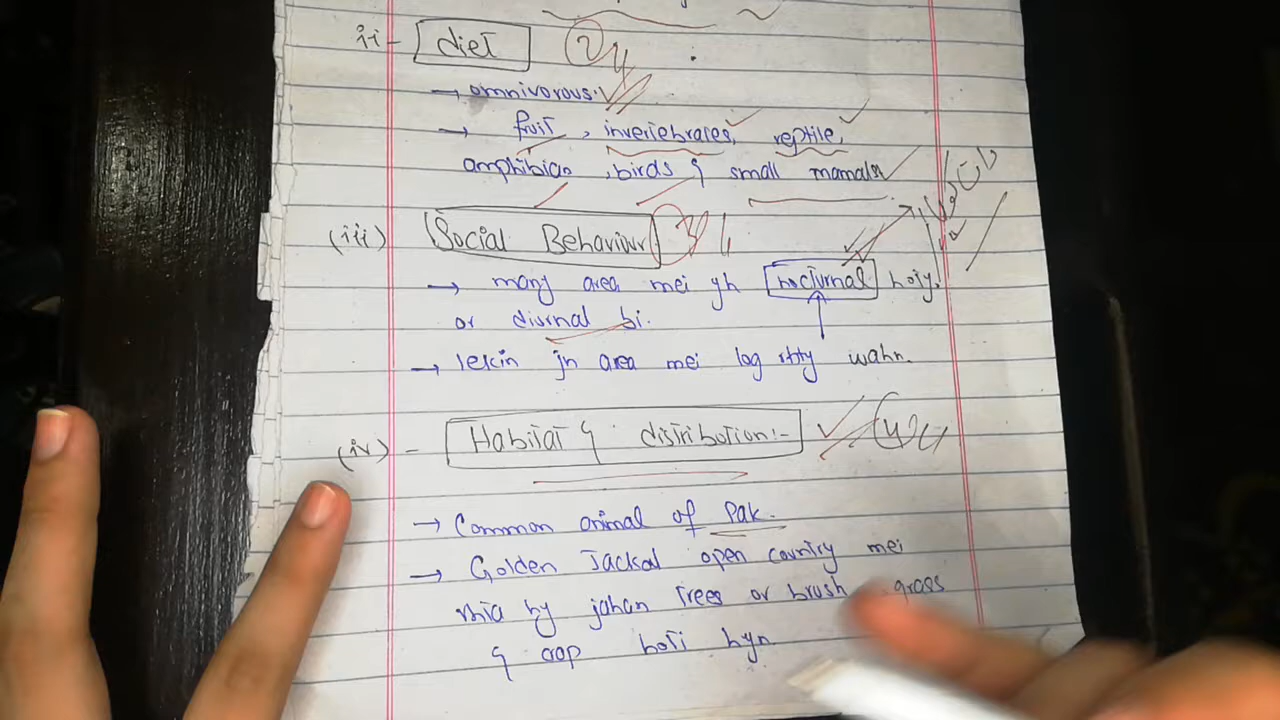 ii- diet
→ omnivorous.
→ fruit, invertebrates, reptile,
amphibian, birds & small mamals
(iii) Social Behaviour
→ many area mei yh nocturnal hoty.
or diurnal bi.
→ lekin jn area mei log rhty wahn.
(iv) - Habitat & distribution:-
→ Common animal of Pak.
→ Golden Jackal open country mei
rhta hy jahan trees or brush, grass
& crop hoti hyn